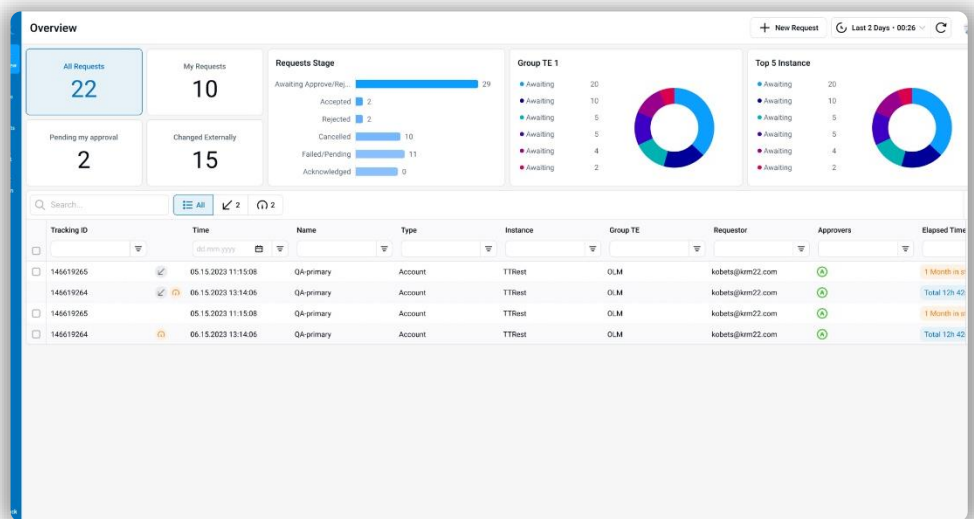 Overview
New Request
Last 2 Days • 00:26
All Requests
22
My Requests
10
Pending my approval
2
Changed Externally
15
Requests Stage
Awaiting Approve/Rej... 29
Accepted 2
Rejected 2
Cancelled 10
Failed/Pending 11
Acknowledged 0
Group TE 1
Awaiting 20
Awaiting 10
Awaiting 5
Awaiting 5
Awaiting 4
Awaiting 2
Top 5 Instance
Awaiting 20
Awaiting 10
Awaiting 5
Awaiting 5
Awaiting 4
Awaiting 2
Search...
All
2
2
Tracking ID Time Name Type Instance Group TE Requestor Approvers Elapsed Time
dd.mm.yyyy
146619265 05.15.2023 11:15:08 QA-primary Account TTRest OLM kobets@krm22.com A 1 Month in st
146619264 06.15.2023 13:14:06 QA-primary Account TTRest OLM kobets@krm22.com A Total 12h 42
146619265 05.15.2023 11:15:08 QA-primary Account TTRest OLM kobets@krm22.com A 1 Month in st
146619264 06.15.2023 13:14:06 QA-primary Account TTRest OLM kobets@krm22.com A Total 12h 42